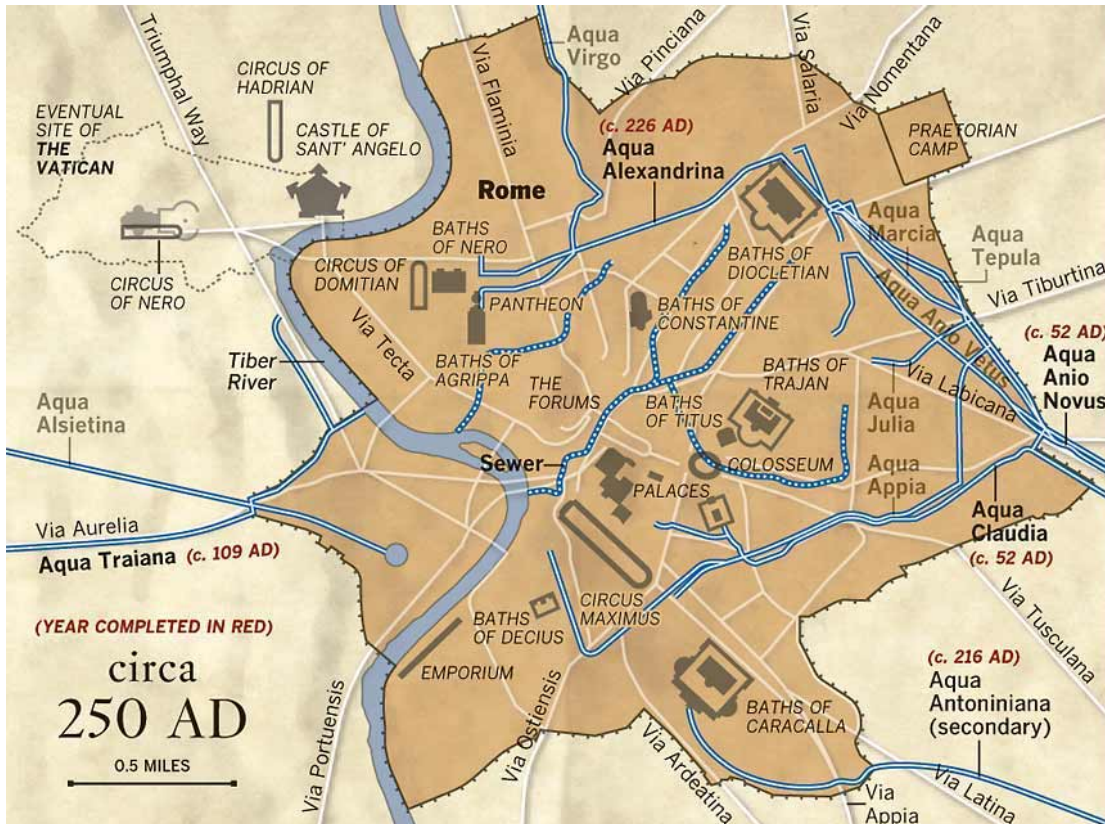 Triumphal Way
CIRCUS OF
HADRIAN
EVENTUAL
SITE OF
THE
VATICAN
CASTLE OF
SANT' ANGELO
CIRCUS
OF NERO
Via Flaminia
Aqua
Virgo
Via Pinciana
Via Salaria
Via Nomentana
PRAETORIAN
CAMP
(c. 226 AD)
Aqua
Alexandrina
Rome
BATHS
OF NERO
CIRCUS OF
DOMITIAN
PANTHEON
BATHS OF
AGRIPPA
Via Tecta
Tiber
River
THE
FORUMS
BATHS OF
CONSTANTINE
BATHS OF
DIOCLETIAN
Aqua
Marcia
Aqua
Tepula
Aqua Anio Vetus
Via Tiburtina
(c. 52 AD)
Aqua
Anio
Novus
Via Labicana
BATHS OF
TRAJAN
BATHS
OF TITUS
Aqua
Julia
COLOSSEUM
Aqua
Appia
Aqua
Alsietina
Sewer
PALACES
Via Aurelia
Aqua Traiana (c. 109 AD)
Aqua
Claudia
(c. 52 AD)
CIRCUS
MAXIMUS
BATHS
OF DECIUS
EMPORIUM
(YEAR COMPLETED IN RED)
circa
250 AD
0.5 MILES
Via Portuensis
Via Ostiensis
Via Ardeatina
BATHS OF
CARACALLA
Via Tusculana
(c. 216 AD)
Aqua
Antoniniana
(secondary)
Via Latina
Via
Appia